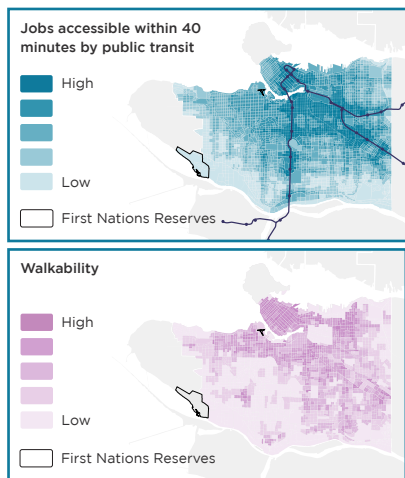 Jobs accessible within 40
minutes by public transit
High
Low
First Nations Reserves
Walkability
High
Low
First Nations Reserves